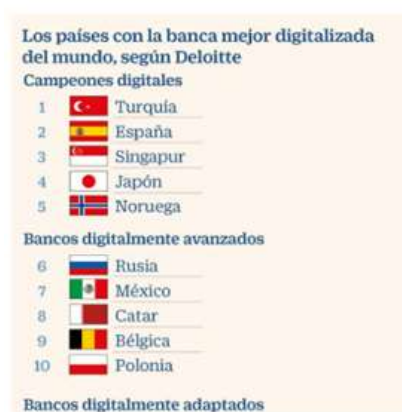 Los países con la banca mejor digitalizada
del mundo, según Deloitte
Campeones digitales
1 Turquía
2 España
3 Singapur
4 Japón
5 Noruega
Bancos digitalmente avanzados
6 Rusia
7 México
8 Catar
9 Bélgica
10 Polonia
Bancos digitalmente adaptados